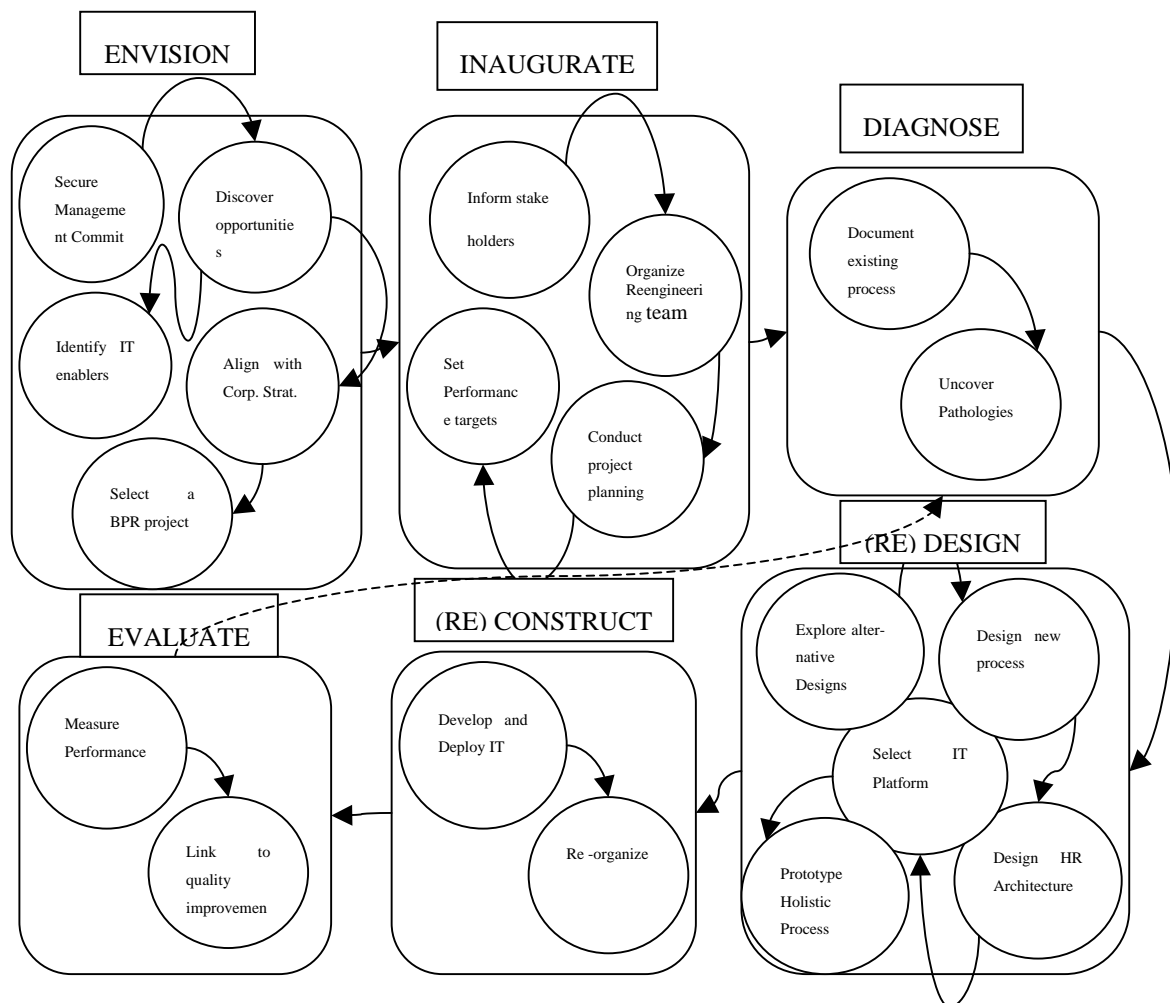 ENVISION
Secure
Manageme
nt Commit
Discover
opportunitie
s
Identify IT
enablers
Align with
Corp. Strat.
Select a
BPR project
INAUGURATE
Inform stake
holders
Organize
Reengineeri
ng team
Set
Performanc
e targets
Conduct
project
planning
DIAGNOSE
Document
existing
process
Uncover
Pathologies
(RE) DESIGN
Explore alter-
native
Designs
Design new
process
Select IT
Platform
Prototype
Holistic
Process
Design HR
Architecture
(RE) CONSTRUCT
Develop and
Deploy IT
Re -organize
EVALUATE
Measure
Performance
Link to
quality
improvemen